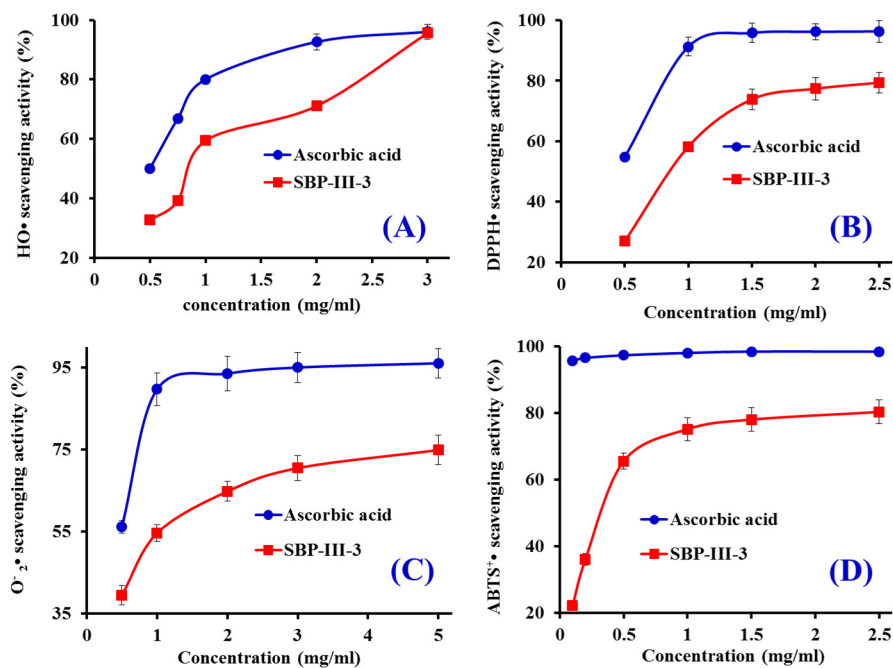 100
80
60
40
20
0 0.5 1 1.5 2 2.5 3
HO• scavenging activity (%)
concentration (mg/ml)
Ascorbic acid
SBP-III-3
(A)
100
80
60
40
20
0 0.5 1 1.5 2 2.5
DPPH• scavenging activity (%)
Concentration (mg/ml)
Ascorbic acid
SBP-III-3
(B)
95
75
55
35
0 1 2 3 4 5
O⁻₂• scavenging activity (%)
Concentration (mg/ml)
Ascorbic acid
SBP-III-3
(C)
100
80
60
40
20
0 0.5 1 1.5 2 2.5
ABTS⁺• scavenging activity (%)
Concentration (mg/ml)
Ascorbic acid
SBP-III-3
(D)